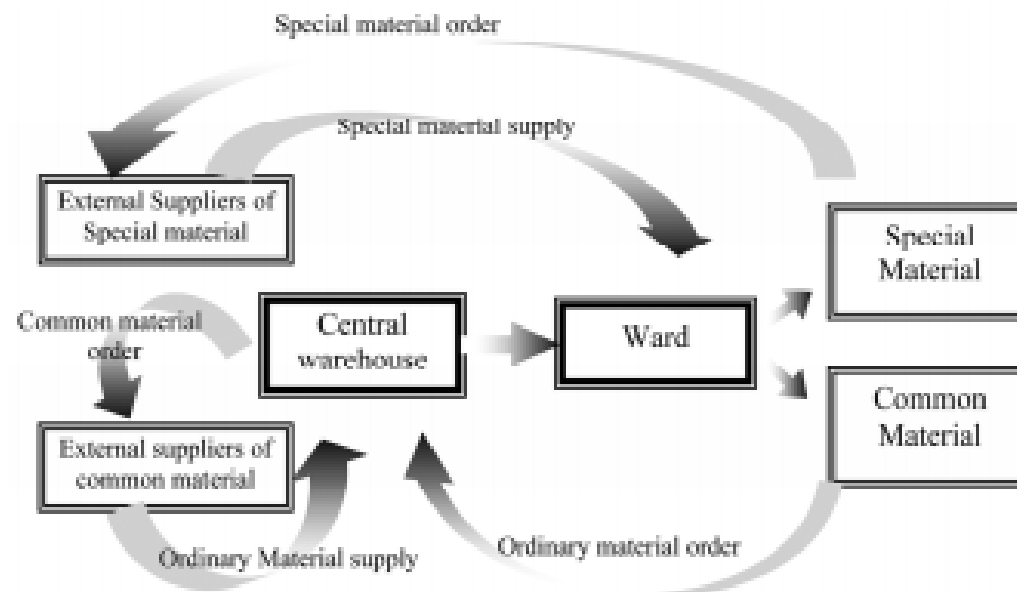 Special material order
Special material supply
External Suppliers of
Special material
Special
Material
Common material
order
Central
warehouse
Ward
Common
Material
External suppliers of
common material
Ordinary Material supply
Ordinary material order